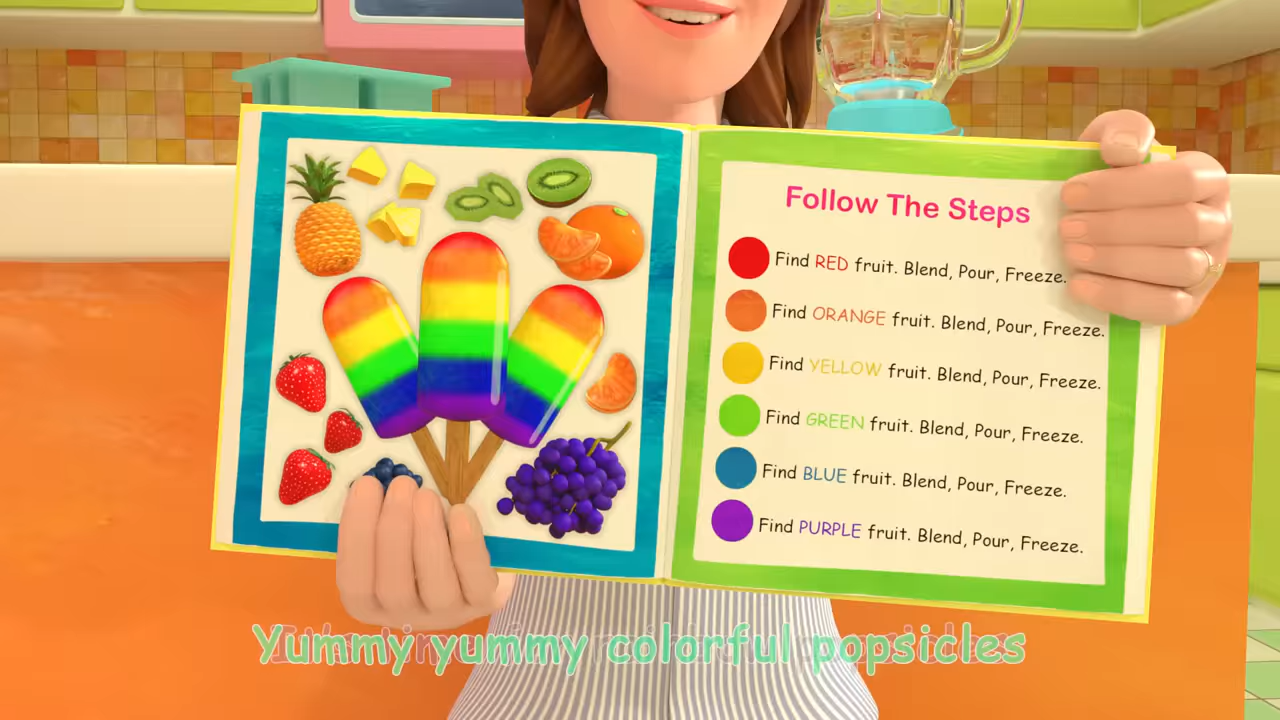 Follow The Steps
Find RED fruit. Blend, Pour, Freeze.
Find ORANGE fruit. Blend, Pour, Freeze.
Find YELLOW fruit. Blend, Pour, Freeze.
Find GREEN fruit. Blend, Pour, Freeze.
Find BLUE fruit. Blend, Pour, Freeze.
Find PURPLE fruit. Blend, Pour, Freeze.
Yummy yummy colorful popsicles